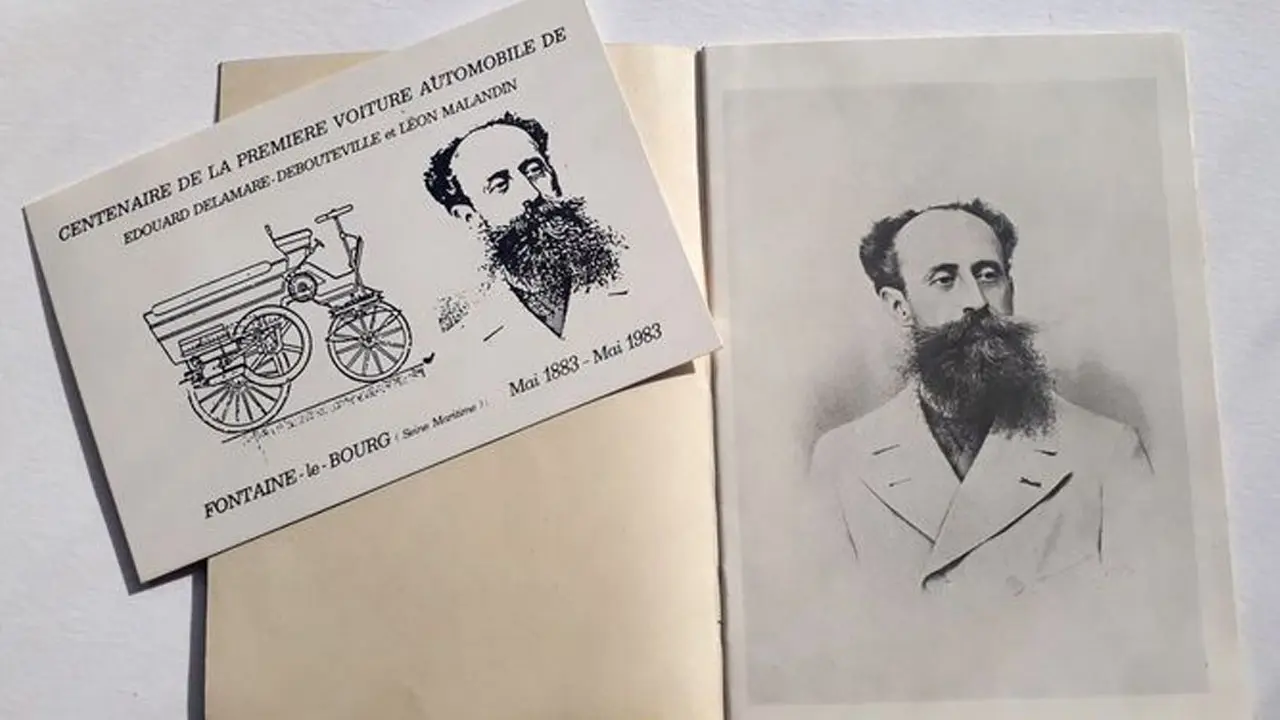 CENTENAIRE DE LA PREMIERE VOITURE AUTOMOBILE DE
EDOUARD DELAMARE-DEBOUTEVILLE et LÉON MALANDIN
Mai 1883 - Mai 1983
FONTAINE-le-BOURG (Seine Maritime)